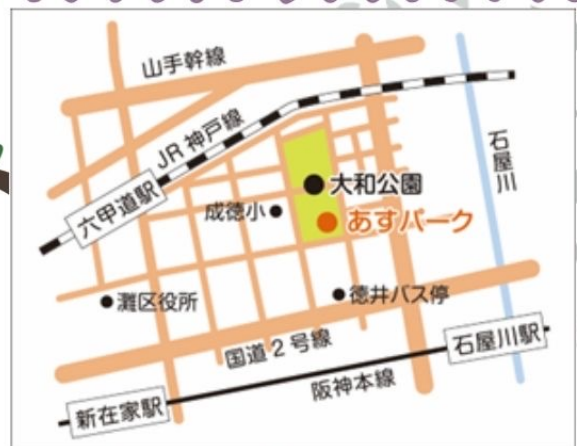 山手幹線
JR 神戸線
石屋川
六甲道駅
大和公園
成徳小
あすパーク
灘区役所
徳井バス停
国道2号線
石屋川駅
阪神本線
新在家駅